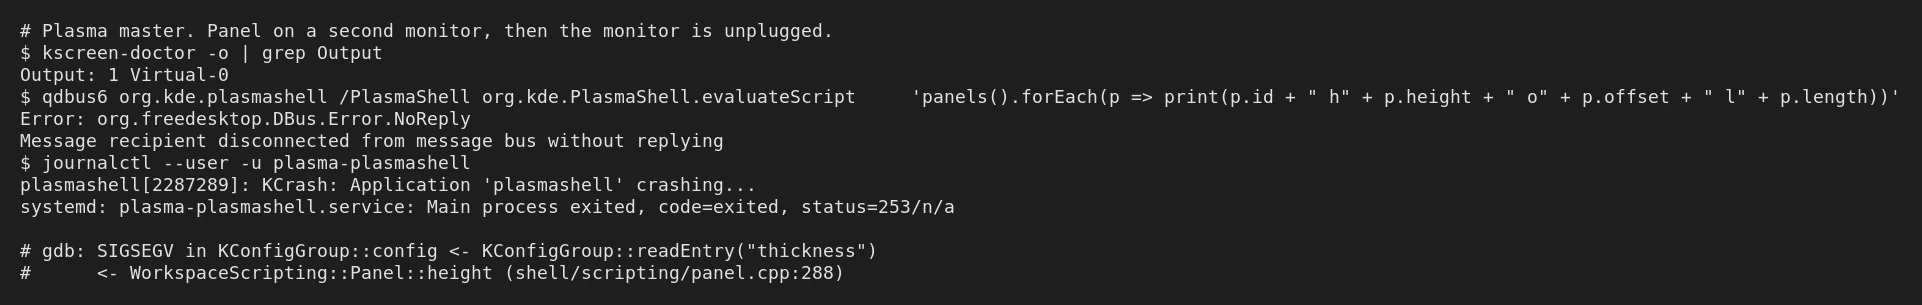 # Plasma master. Panel on a second monitor, then the monitor is unplugged.
$ kscreen-doctor -o | grep Output
Output: 1 Virtual-0
$ qdbus6 org.kde.plasmashell /PlasmaShell org.kde.PlasmaShell.evaluateScript     'panels().forEach(p => print(p.id + " h" + p.height + " o" + p.offset + " l" + p.length))'
Error: org.freedesktop.DBus.Error.NoReply
Message recipient disconnected from message bus without replying
$ journalctl --user -u plasma-plasmashell
plasmashell[2287289]: KCrash: Application 'plasmashell' crashing...
systemd: plasma-plasmashell.service: Main process exited, code=exited, status=253/n/a

# gdb: SIGSEGV in KConfigGroup::config <- KConfigGroup::readEntry("thickness")
#      <- WorkspaceScripting::Panel::height (shell/scripting/panel.cpp:288)